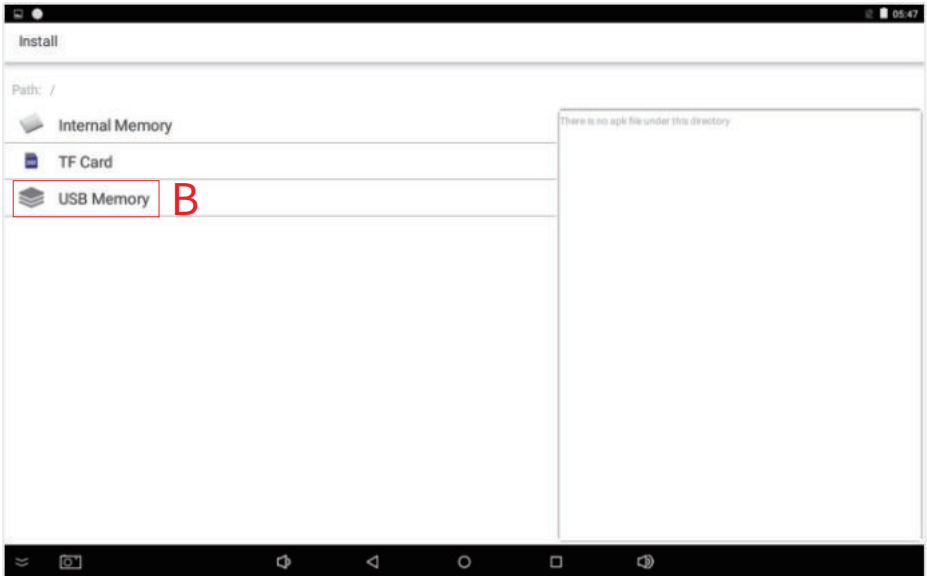 05:47
Install
Path: /
Internal Memory
There is no apk file under this directory
TF Card
USB Memory B